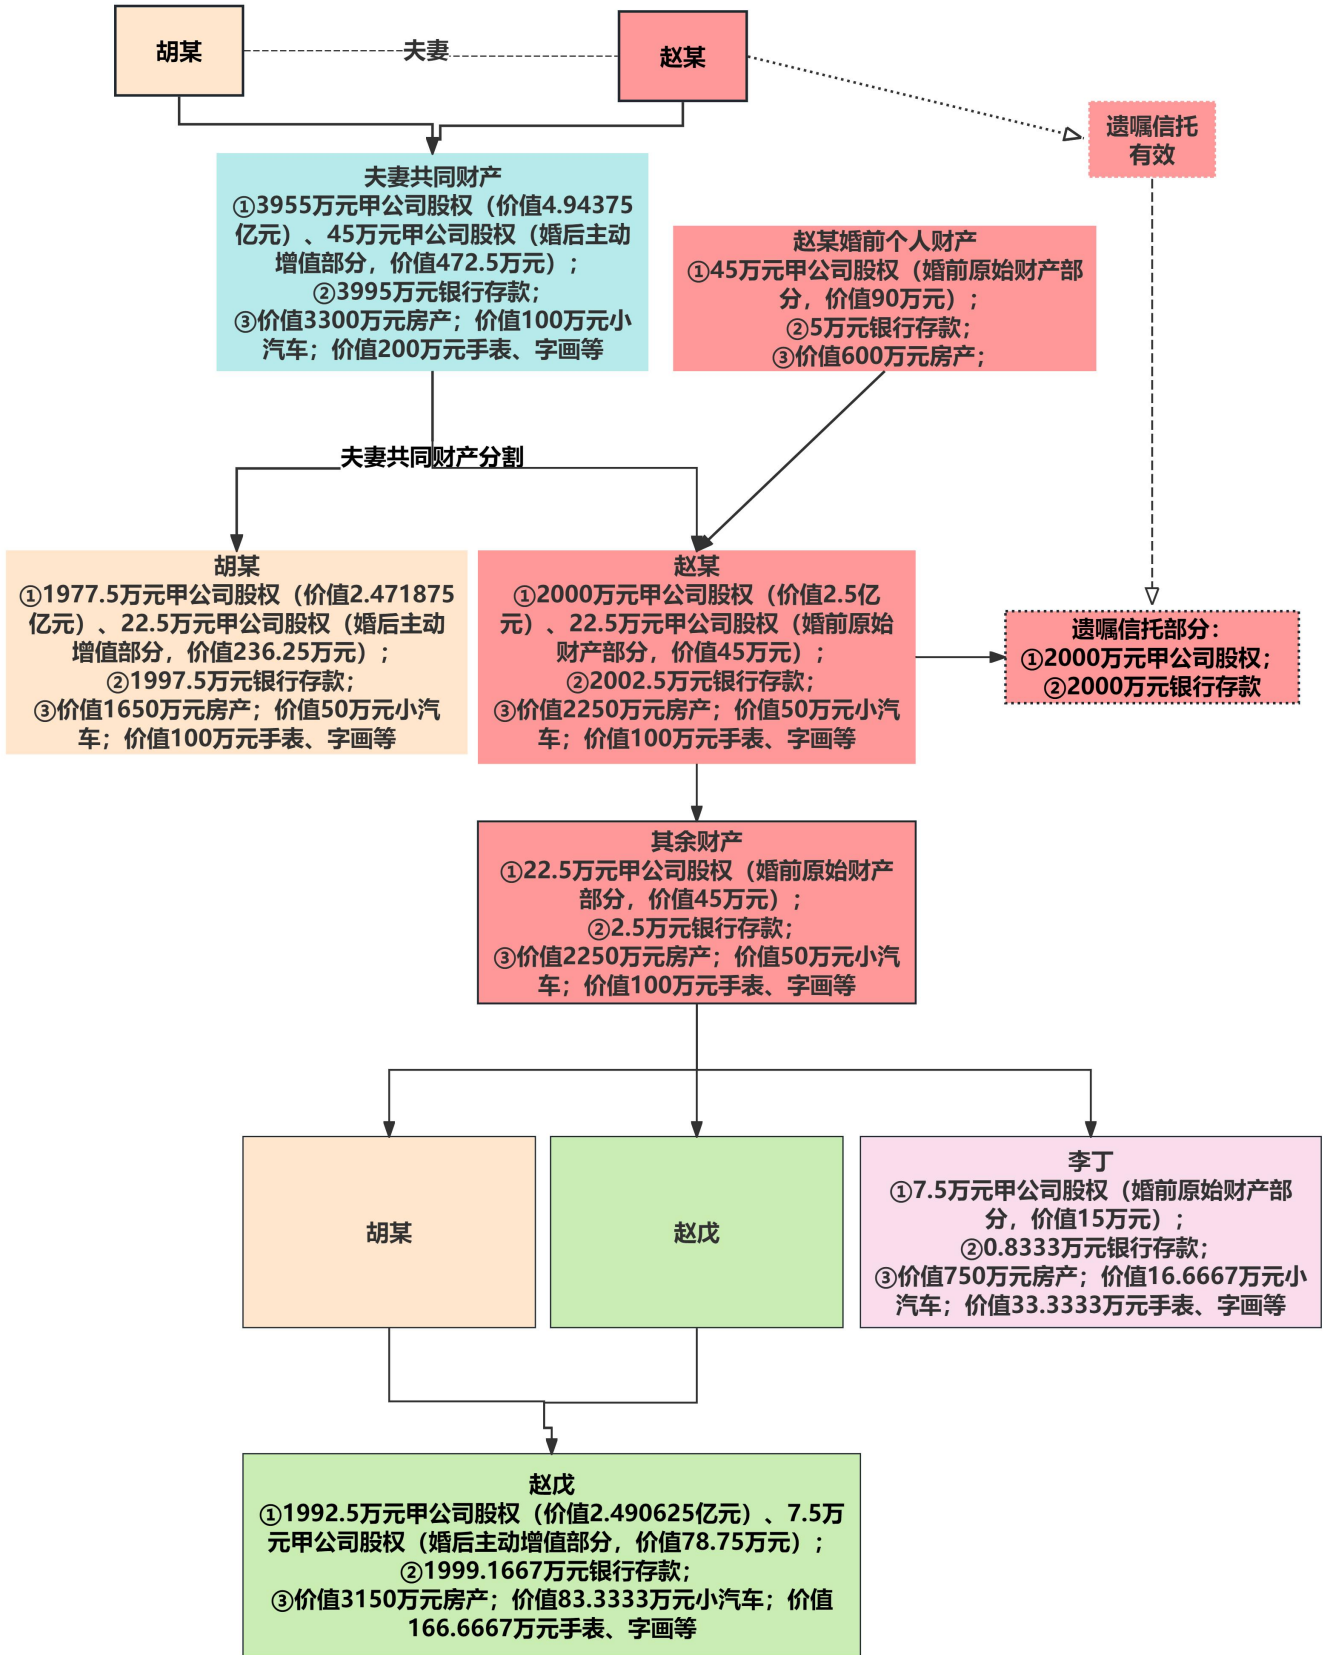 胡某
夫妻
赵某
遗嘱信托
有效
夫妻共同财产
①3955万元甲公司股权（价值4.94375
亿元）、45万元甲公司股权（婚后主动
增值部分，价值472.5万元）；
②3995万元银行存款；
③价值3300万元房产；价值100万元小
汽车；价值200万元手表、字画等
赵某婚前个人财产
①45万元甲公司股权（婚前原始财产部
分，价值90万元）；
②5万元银行存款；
③价值600万元房产；
夫妻共同财产分割
胡某
①1977.5万元甲公司股权（价值2.471875
亿元）、22.5万元甲公司股权（婚后主动
增值部分，价值236.25万元）；
②1997.5万元银行存款；
③价值1650万元房产；价值50万元小汽
车；价值100万元手表、字画等
赵某
①2000万元甲公司股权（价值2.5亿
元）、22.5万元甲公司股权（婚前原始
财产部分，价值45万元）；
②2002.5万元银行存款；
③价值2250万元房产；价值50万元小汽
车；价值100万元手表、字画等
遗嘱信托部分：
①2000万元甲公司股权；
②2000万元银行存款
其余财产
①22.5万元甲公司股权（婚前原始财产
部分，价值45万元）；
②2.5万元银行存款；
③价值2250万元房产；价值50万元小汽
车；价值100万元手表、字画等
胡某
赵戊
李丁
①7.5万元甲公司股权（婚前原始财产部
分，价值15万元）；
②0.8333万元银行存款；
③价值750万元房产；价值16.6667万元小
汽车；价值33.3333万元手表、字画等
赵戊
①1992.5万元甲公司股权（价值2.490625亿元）、7.5万
元甲公司股权（婚后主动增值部分，价值78.75万元）；
②1999.1667万元银行存款；
③价值3150万元房产；价值83.3333万元小汽车；价值
166.6667万元手表、字画等